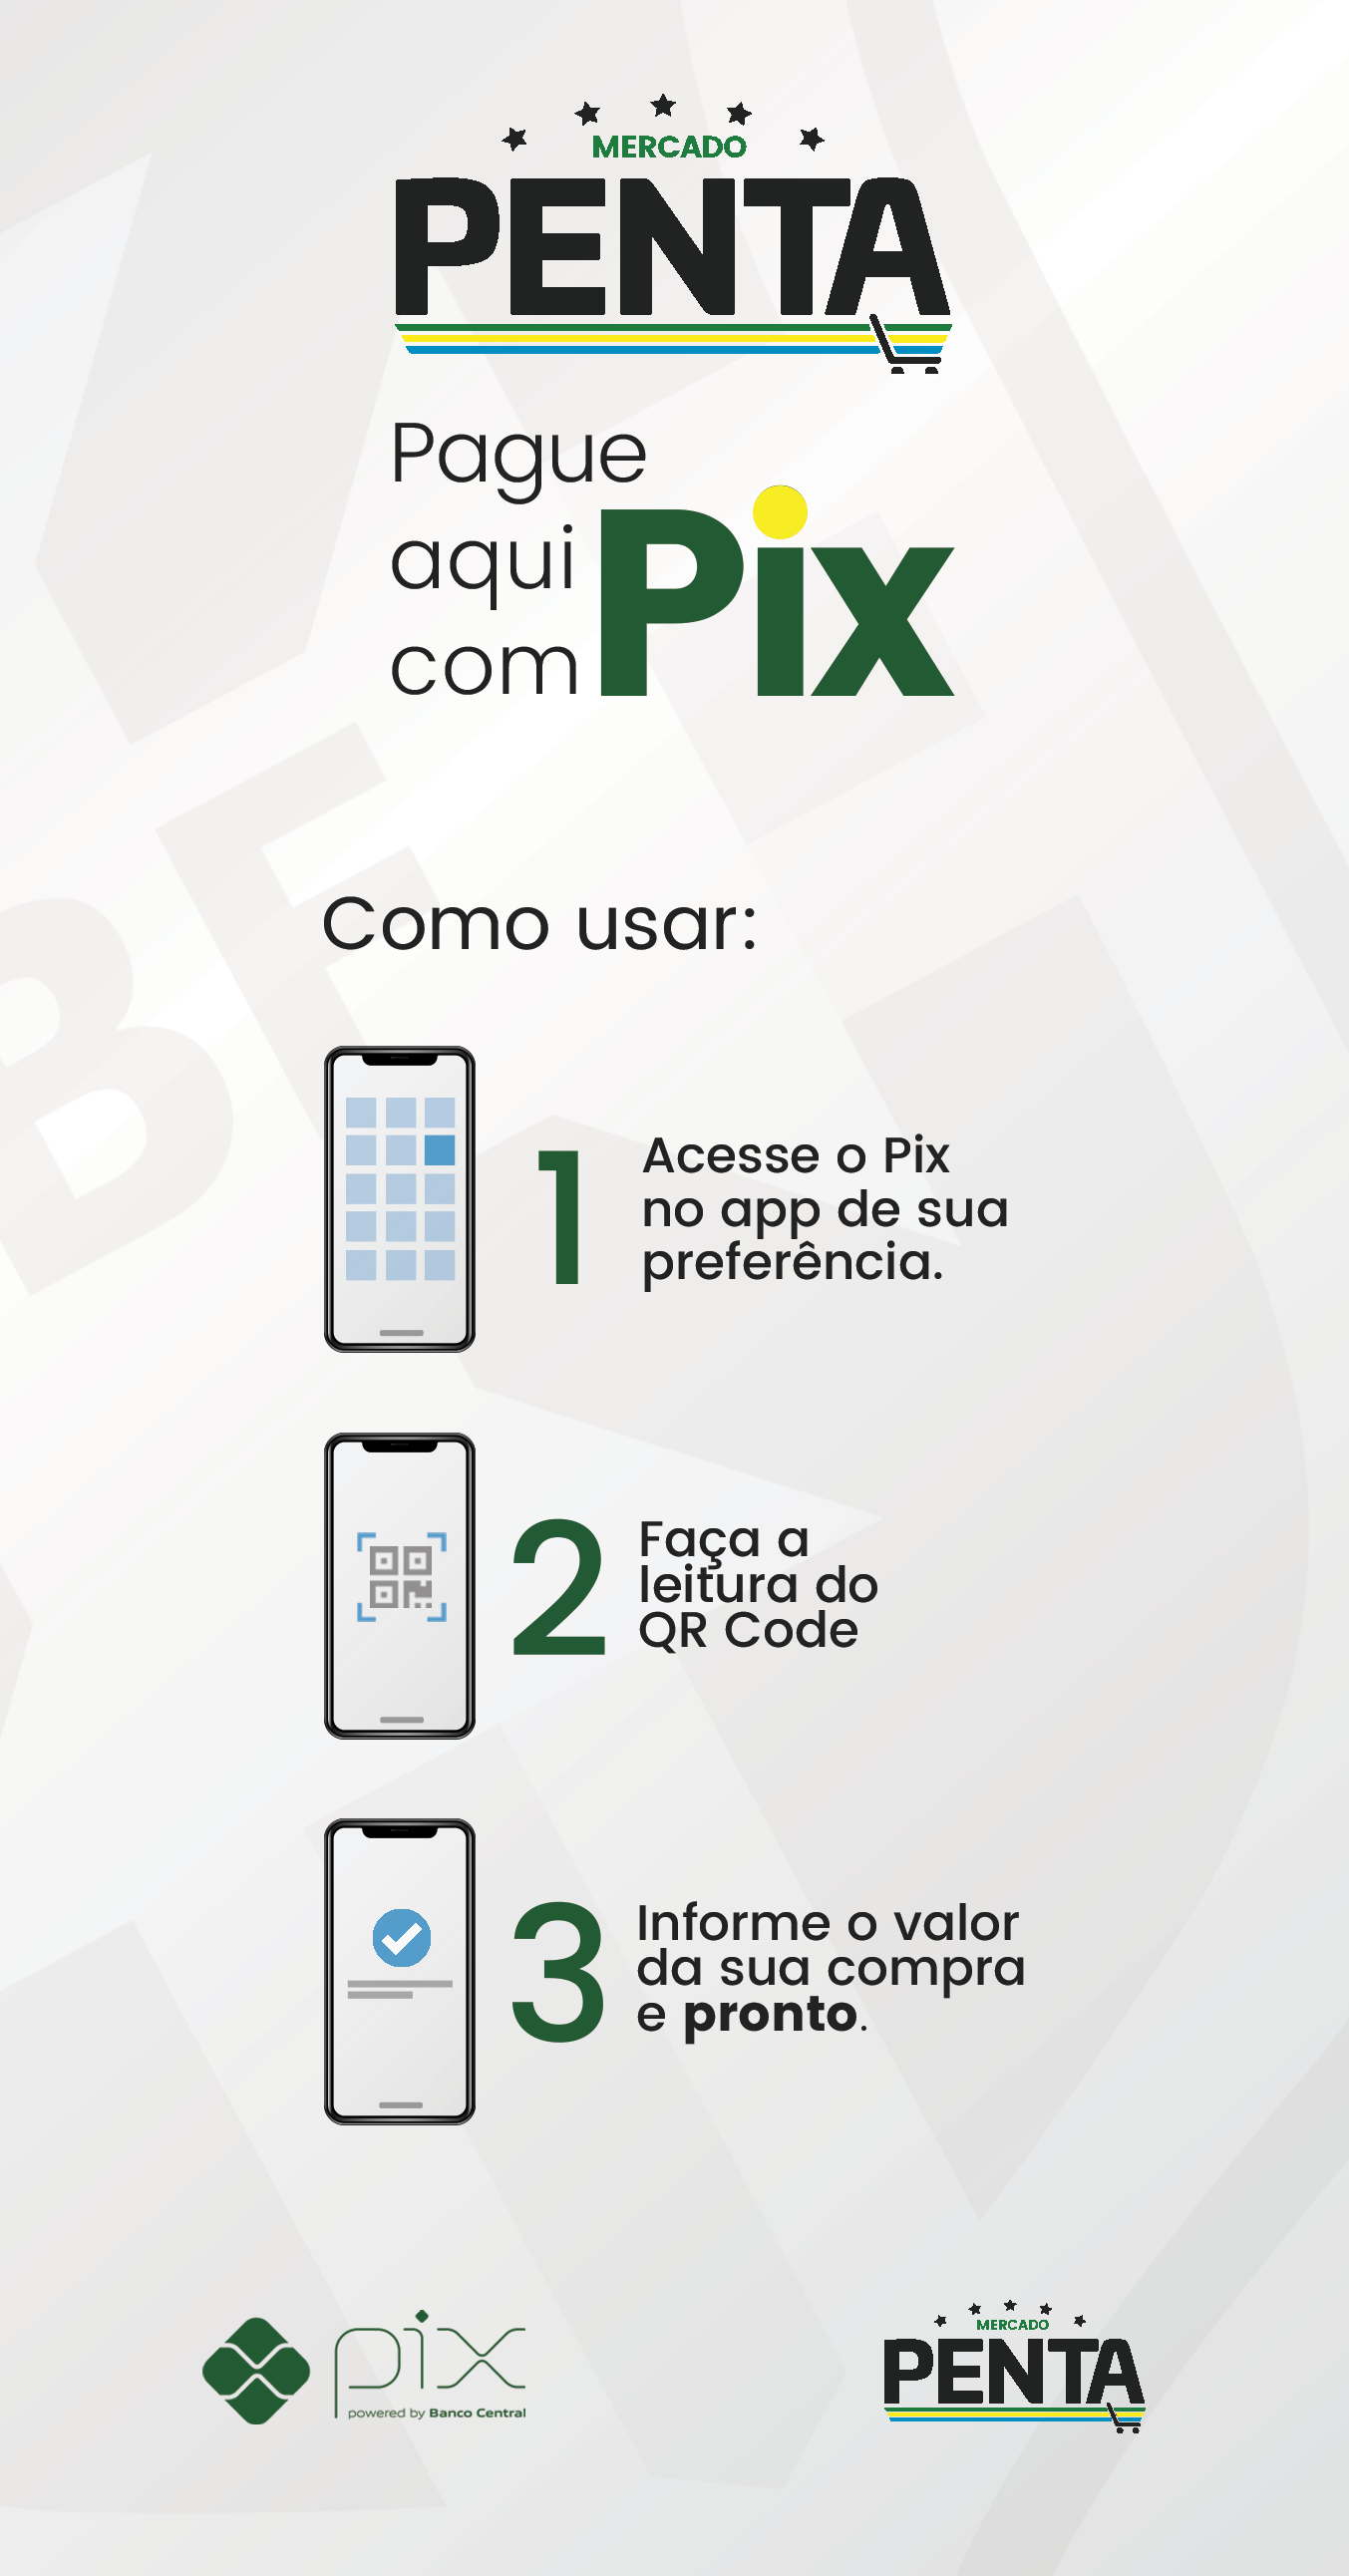 MERCADO
PENTA
Pague
aqui
com Pix
Como usar:
1
Acesse o Pix
no app de sua
preferência.
2
Faça a
leitura do
QR Code
3
Informe o valor
da sua compra
e pronto.
pix
powered by Banco Central
MERCADO
PENTA